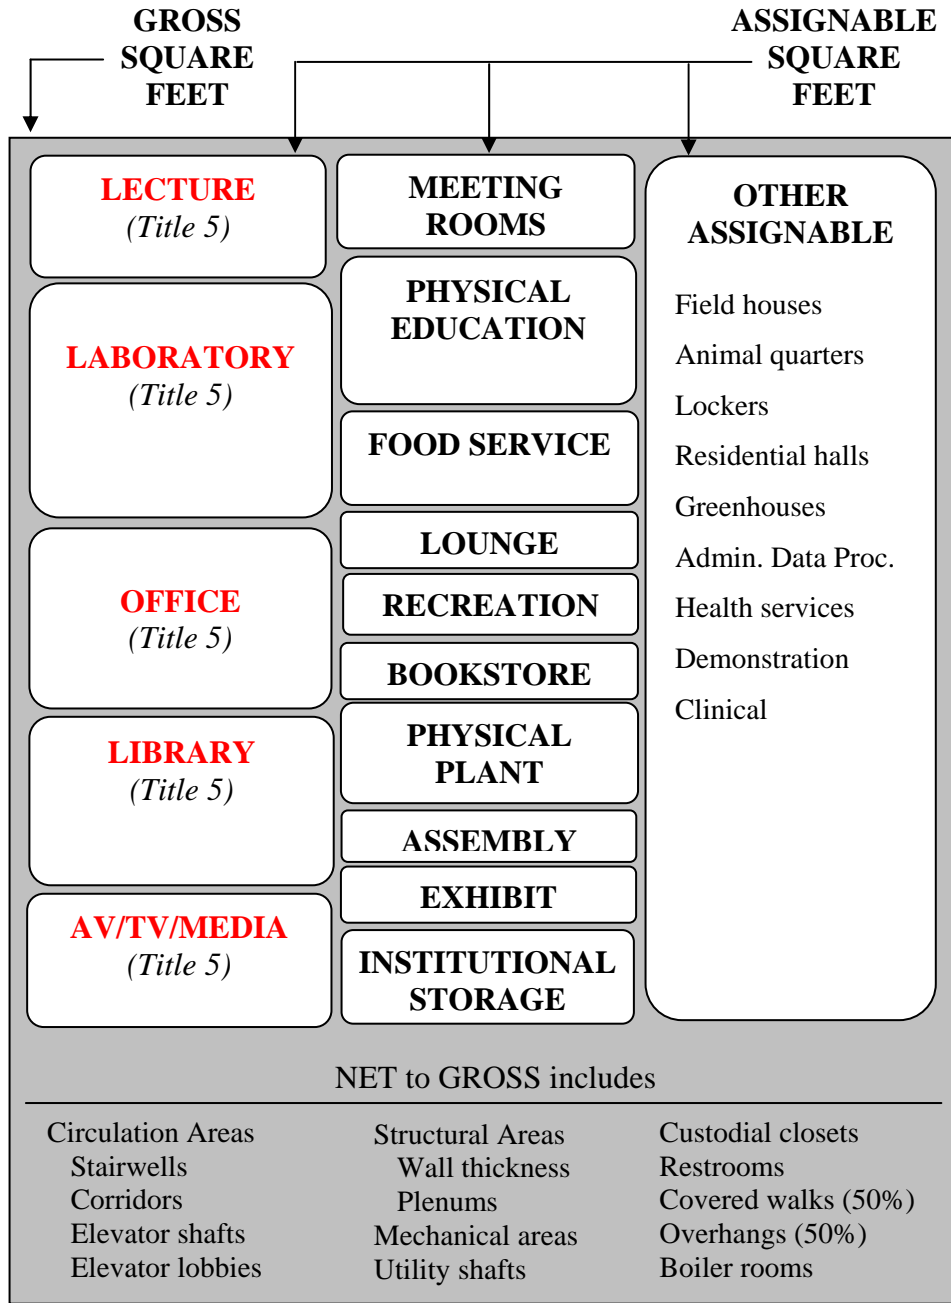 GROSS
SQUARE
FEET
ASSIGNABLE
SQUARE
FEET
LECTURE
(Title 5)
LABORATORY
(Title 5)
OFFICE
(Title 5)
LIBRARY
(Title 5)
AV/TV/MEDIA
(Title 5)
MEETING
ROOMS
PHYSICAL
EDUCATION
FOOD SERVICE
LOUNGE
RECREATION
BOOKSTORE
PHYSICAL
PLANT
ASSEMBLY
EXHIBIT
INSTITUTIONAL
STORAGE
OTHER
ASSIGNABLE
Field houses
Animal quarters
Lockers
Residential halls
Greenhouses
Admin. Data Proc.
Health services
Demonstration
Clinical
NET to GROSS includes
Circulation Areas
Stairwells
Corridors
Elevator shafts
Elevator lobbies
Structural Areas
Wall thickness
Plenums
Mechanical areas
Utility shafts
Custodial closets
Restrooms
Covered walks (50%)
Overhangs (50%)
Boiler rooms